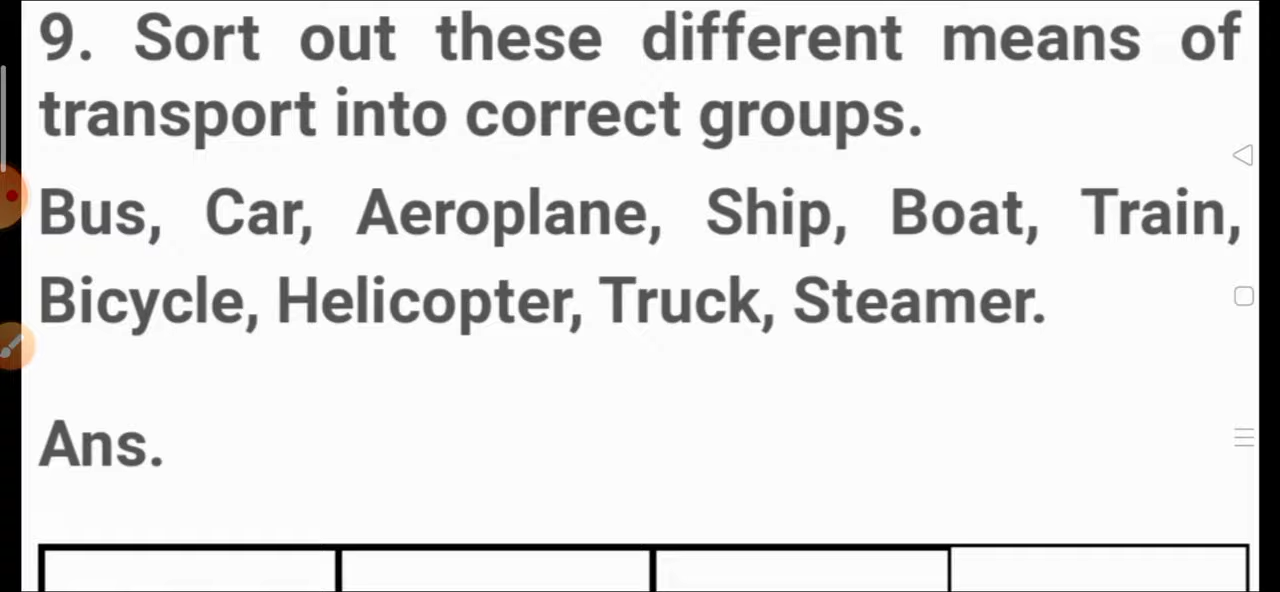 9. Sort out these different means of
transport into correct groups.
Bus, Car, Aeroplane, Ship, Boat, Train,
Bicycle, Helicopter, Truck, Steamer.
Ans.